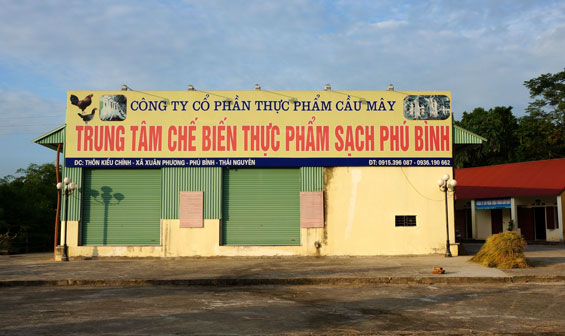 CÔNG TY CỔ PHẦN THỰC PHẨM CẦU MÂY
TRUNG TÂM CHẾ BIẾN THỰC PHẨM SẠCH PHÚ BÌNH
ĐC: THÔN KIỀU CHÍNH - XÃ XUÂN PHƯƠNG - PHÚ BÌNH - THÁI NGUYÊN
ĐT: 0915.396 087 - 0936.190 662